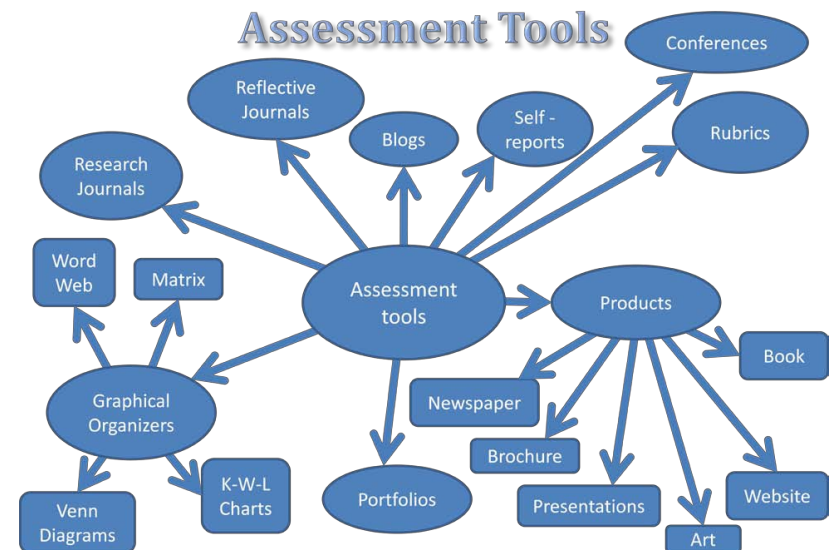 Assessment Tools
Conferences
Reflective
Journals
Blogs
Self -
reports
Rubrics
Research
Journals
Word
Web
Matrix
Assessment
tools
Products
Book
Graphical
Organizers
Newspaper
Brochure
K-W-L
Charts
Portfolios
Presentations
Website
Venn
Diagrams
Art